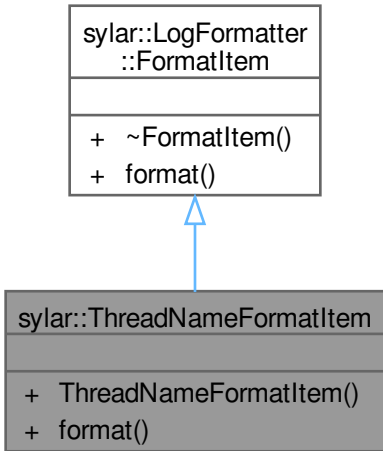 sylar::LogFormatter
::FormatItem
+ ~FormatItem()
+ format()
sylar::ThreadNameFormatItem
+ ThreadNameFormatItem()
+ format()